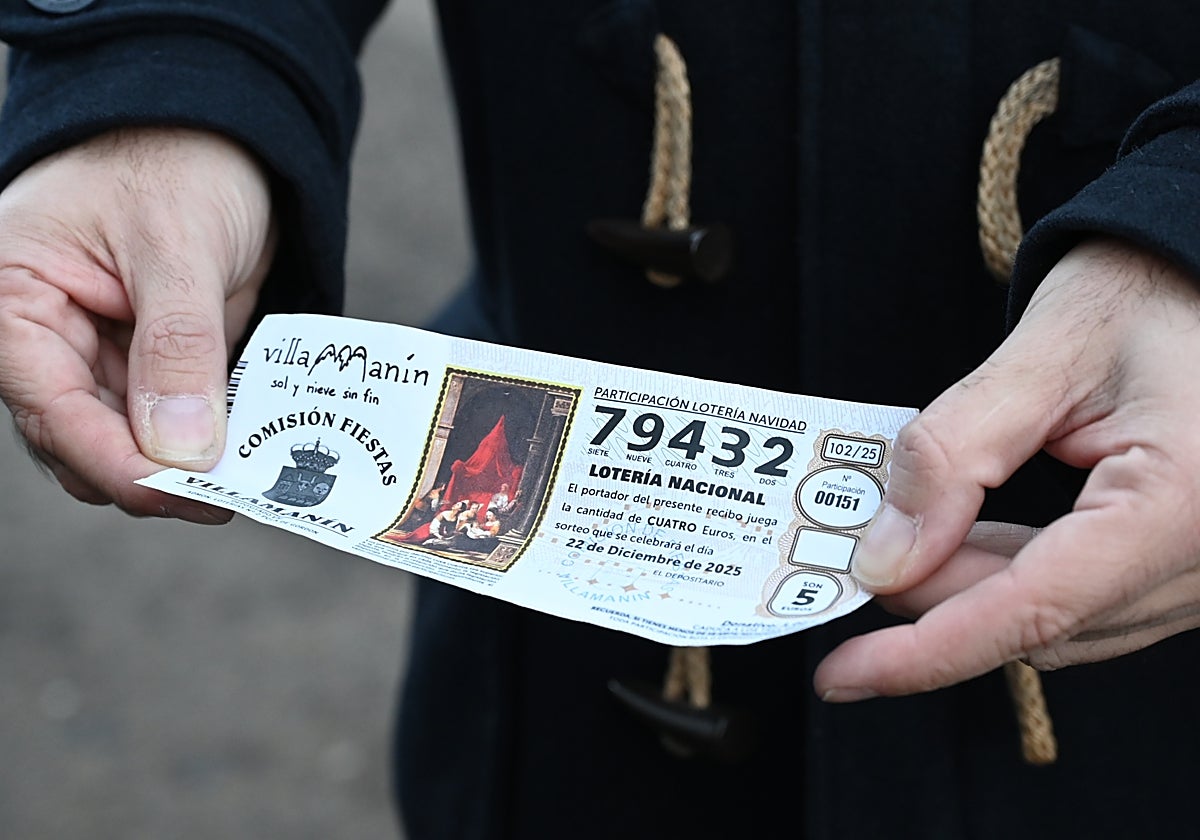 villaManín
sol y nieve sin fin
COMISIÓN FIESTAS
VILLAMANIN
PARTICIPACIÓN LOTERÍA NAVIDAD
79432
SIETE NUEVE CUATRO TRES DOS
LOTERÍA NACIONAL
El portador del presente recibo juega
la cantidad de CUATRO Euros, en el
sorteo que se celebrará el día
22 de Diciembre de 2025
EL DEPOSITARIO
VILLAMANIN
102/25
Nº
Participación
00151
SON
5
EUROS